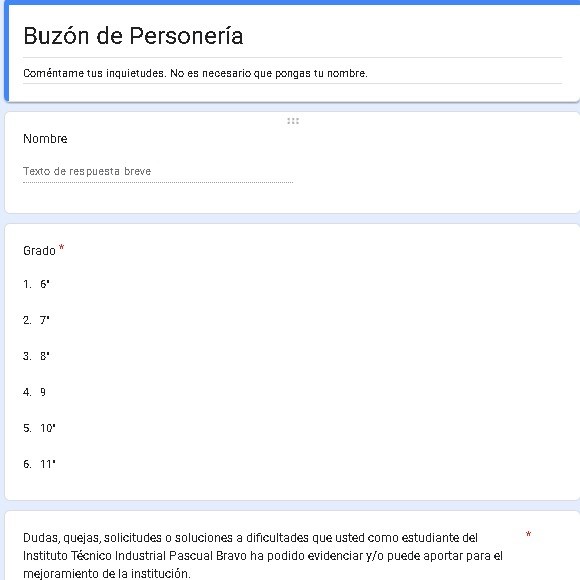 Buzón de Personería
Coméntame tus inquietudes. No es necesario que pongas tu nombre.
Nombre
Texto de respuesta breve
Grado *
1. 6°
2. 7°
3. 8°
4. 9
5. 10°
6. 11°
Dudas, quejas, solicitudes o soluciones a dificultades que usted como estudiante del *
Instituto Técnico Industrial Pascual Bravo ha podido evidenciar y/o puede aportar para el
mejoramiento de la institución.